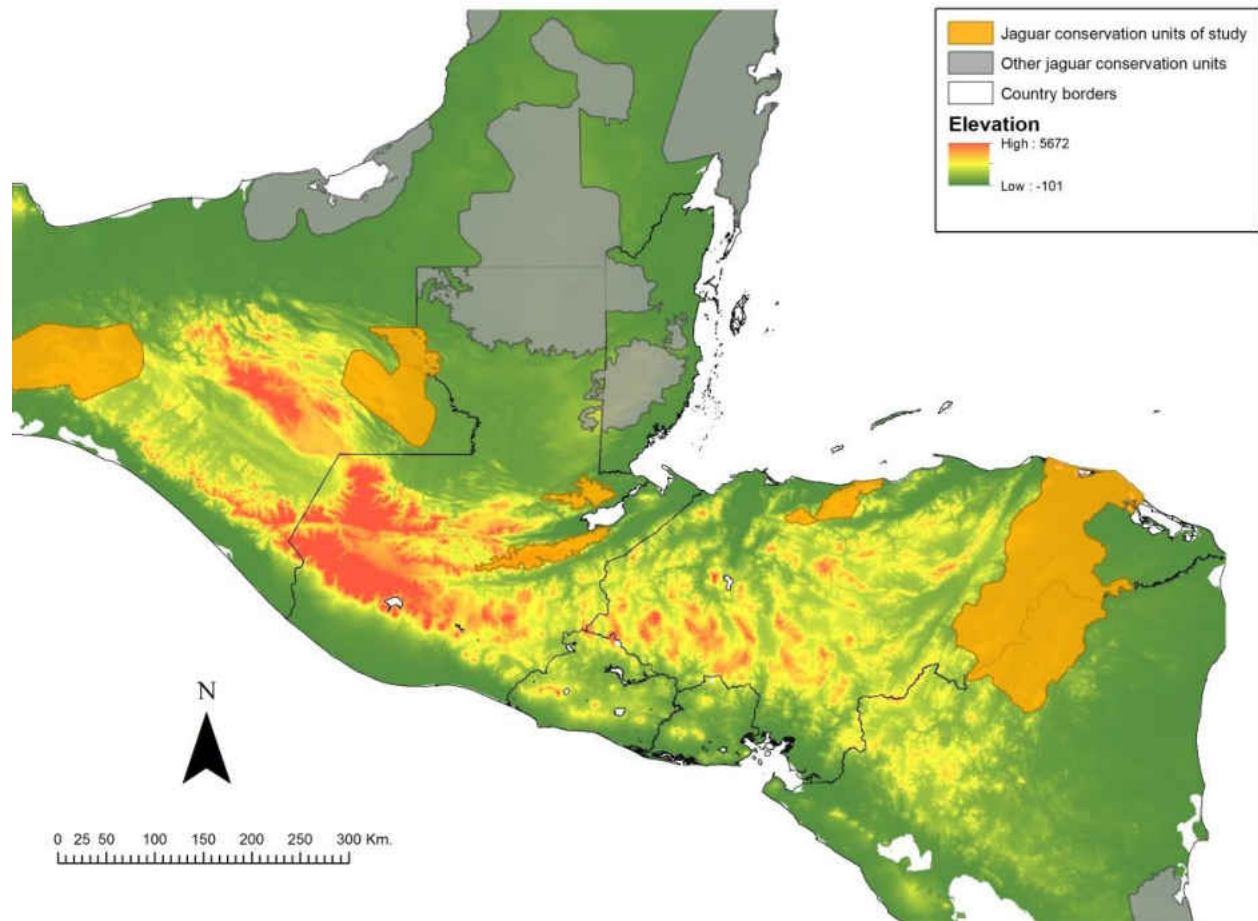 Jaguar conservation units of study
Other jaguar conservation units
Country borders
Elevation
High : 5672
Low : -101
N
0 25 50 100 150 200 250 300 Km.